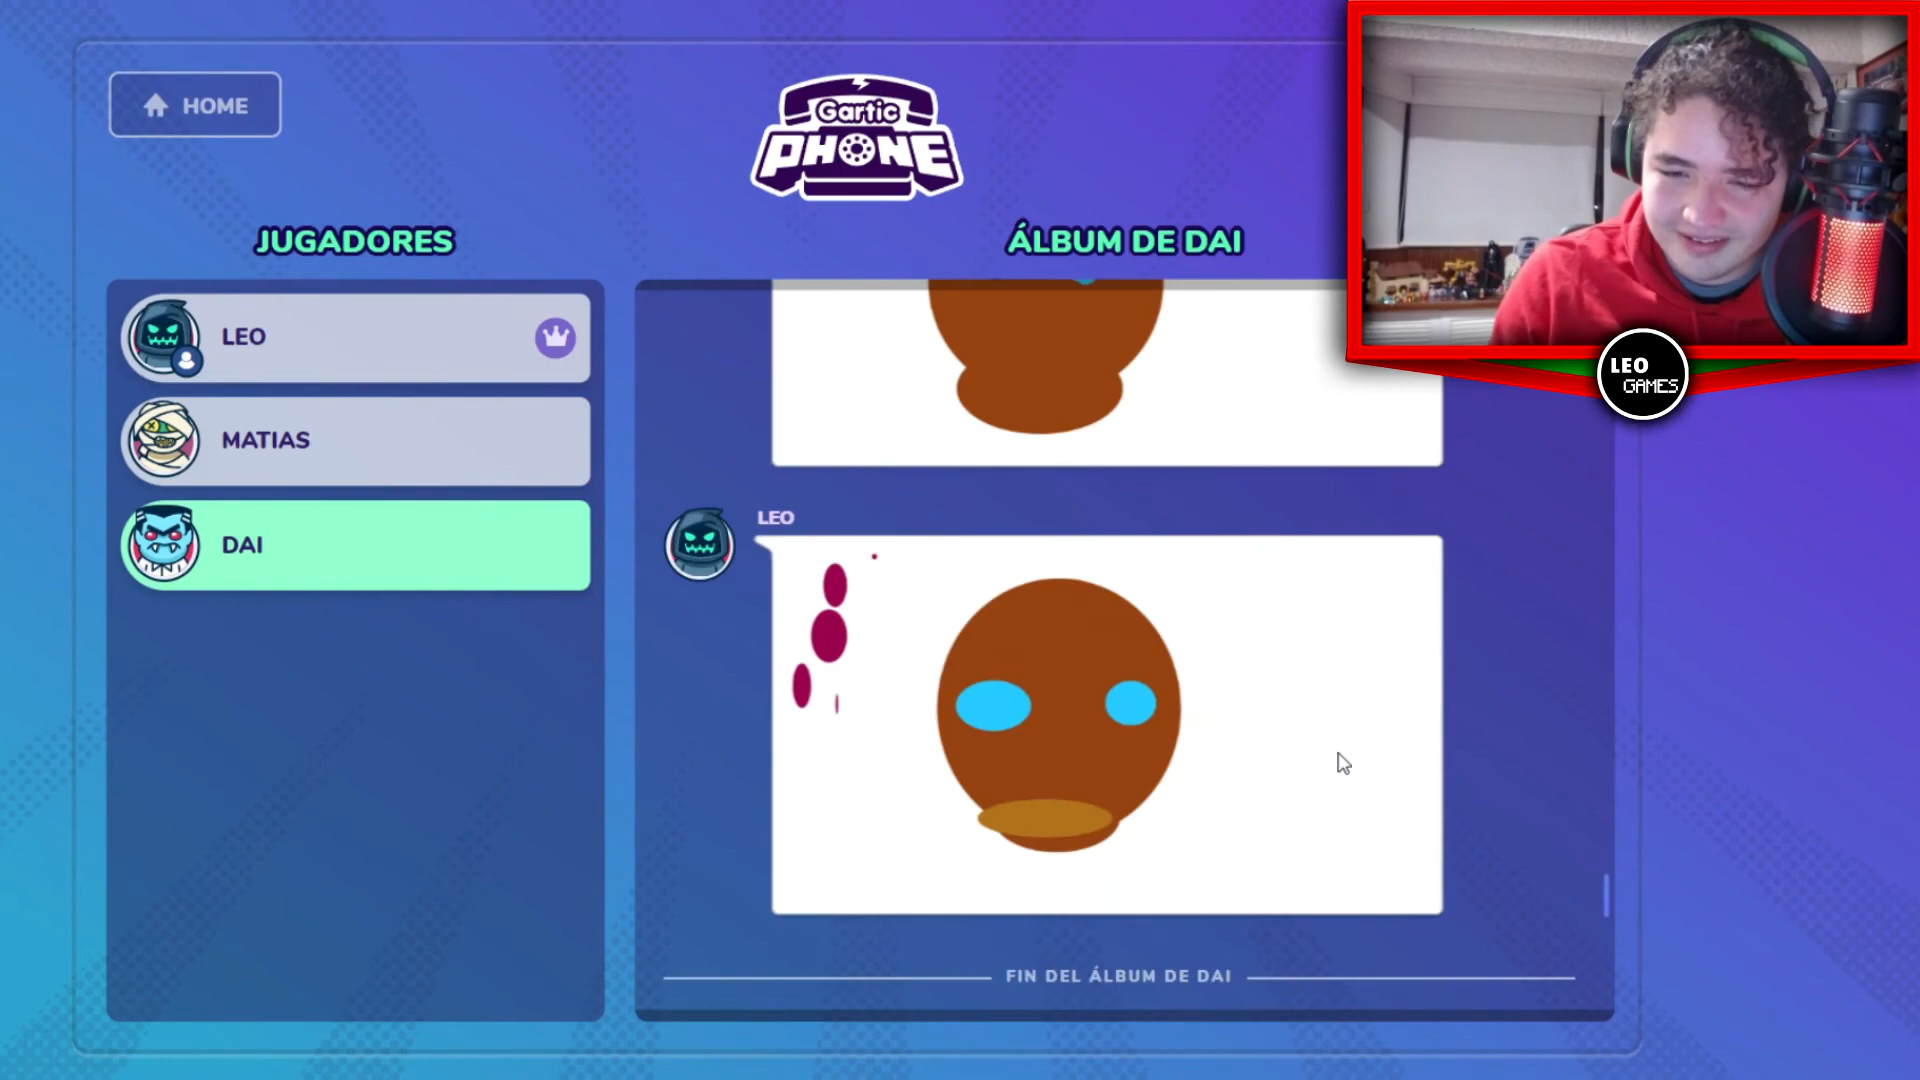 HOME
Gartic
PHONE
JUGADORES
ÁLBUM DE DAI
LEO
MATIAS
DAI
LEO
FIN DEL ÁLBUM DE DAI
LEO
GAMES